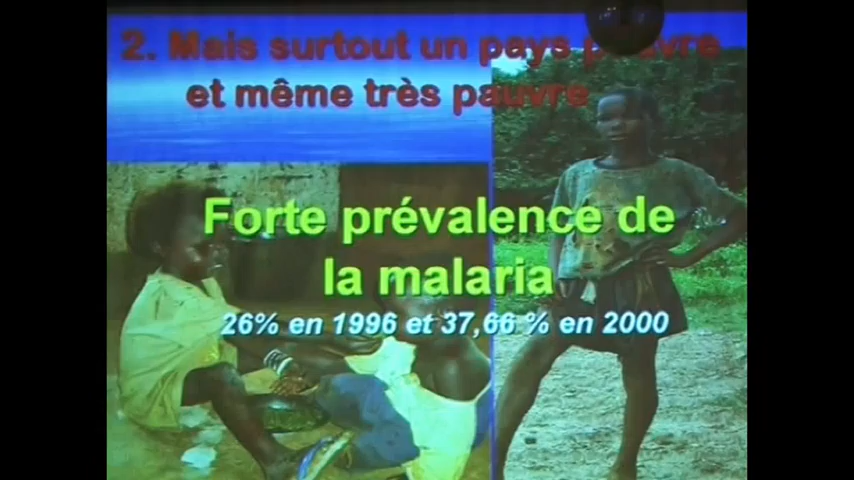 2. Mais surtout un pays pauvre
et même très pauvre
Forte prévalence de
la malaria
26% en 1996 et 37,66 % en 2000